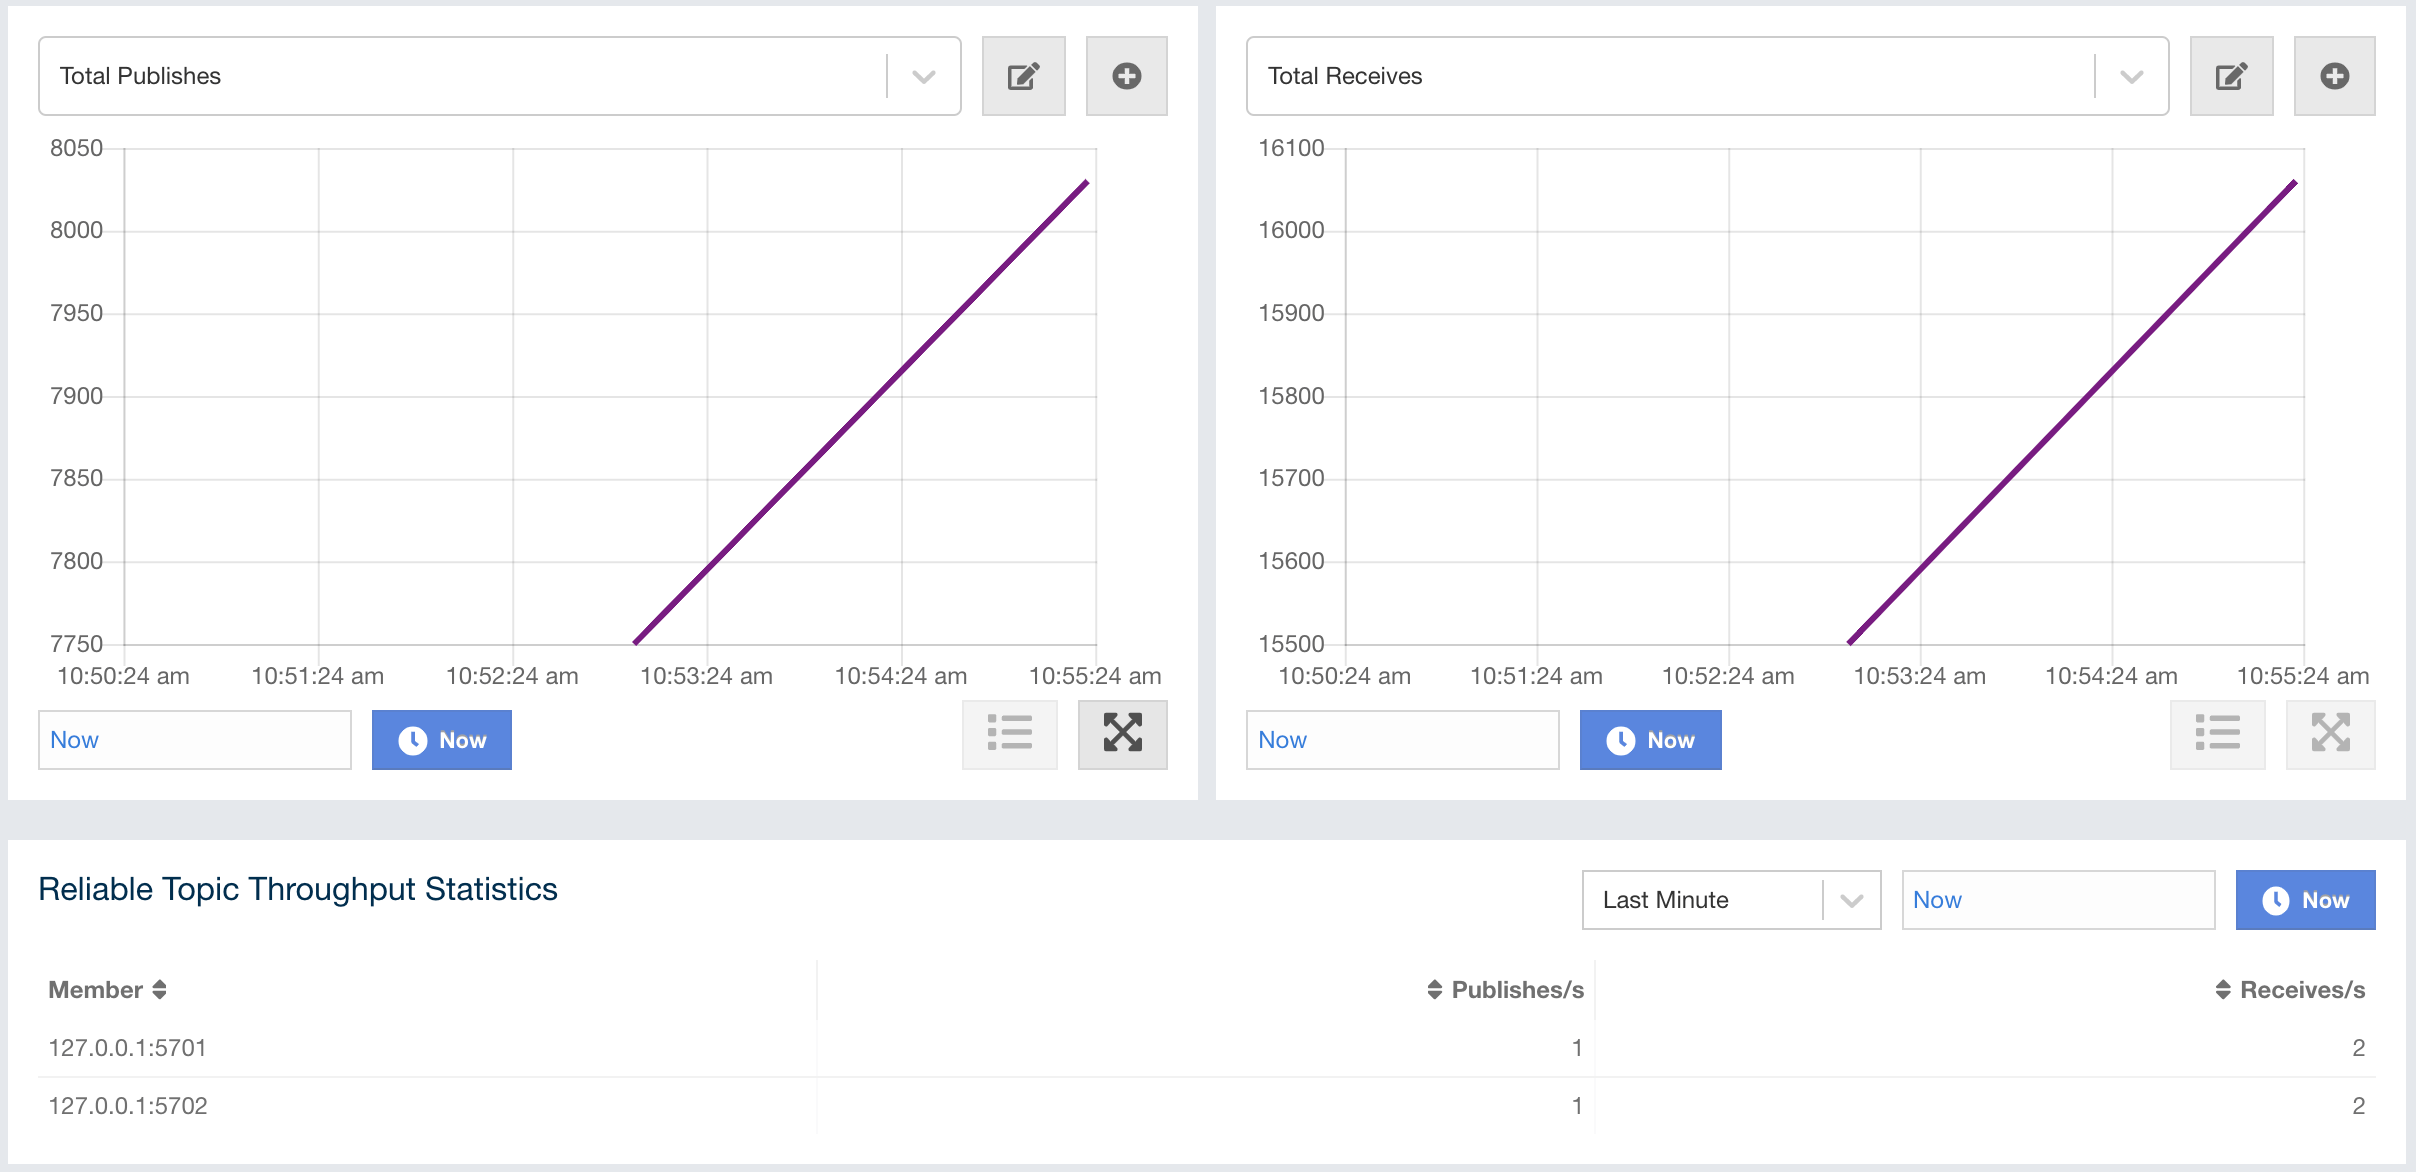 Total Publishes
8050
8000
7950
7900
7850
7800
7750
10:50:24 am 10:51:24 am 10:52:24 am 10:53:24 am 10:54:24 am 10:55:24 am
Now Now
Total Receives
16100
16000
15900
15800
15700
15600
15500
10:50:24 am 10:51:24 am 10:52:24 am 10:53:24 am 10:54:24 am 10:55:24 am
Now Now
Reliable Topic Throughput Statistics Last Minute Now Now
Member Publishes/s Receives/s
127.0.0.1:5701 1 2
127.0.0.1:5702 1 2